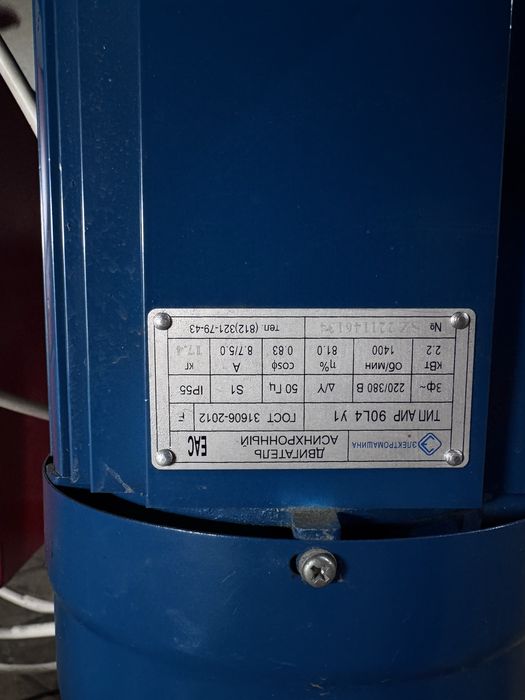 ЭЛЕКТРОМАШИНА ДВИГАТЕЛЬ АСИНХРОННЫЙ ЕАС
ТИП АИР 90L4 У1 ГОСТ 31606-2012 F
3ф~ 220/380 В Δ/Y 50 Гц S1 IP55
кВт Об/мин η% cosϕ А кг
2.2 1400 81.0 0.83 8.7/5.0 17.4
№ тел. (812)321-79-43